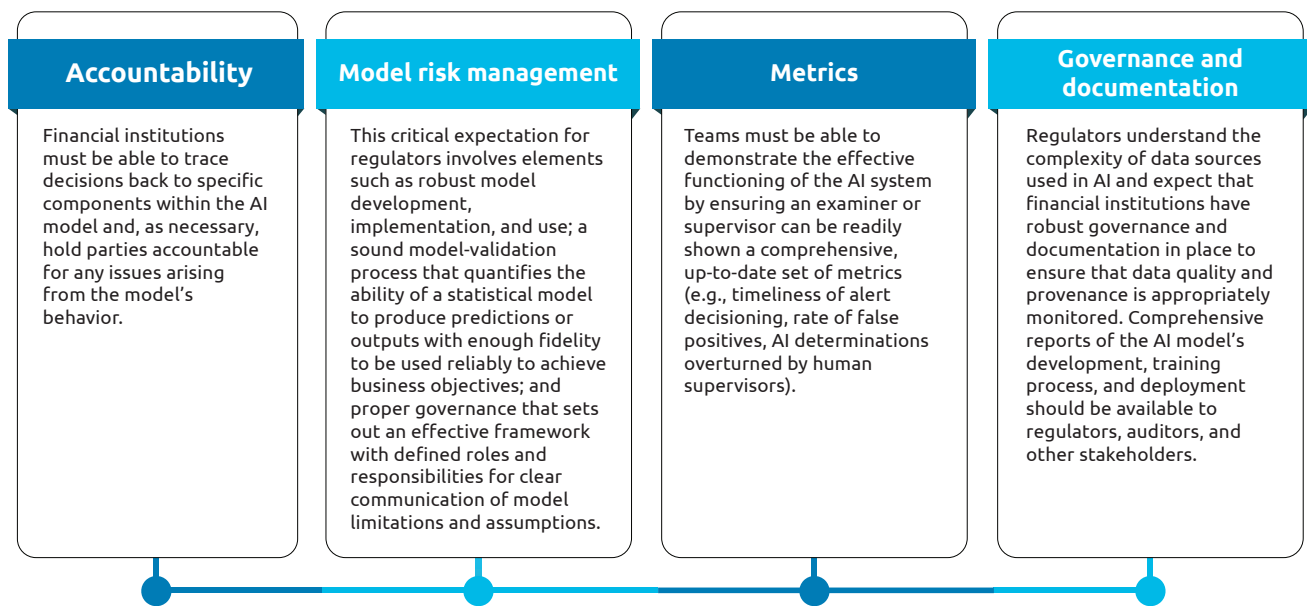 Accountability
Financial institutions
must be able to trace
decisions back to specific
components within the AI
model and, as necessary,
hold parties accountable
for any issues arising
from the model’s
behavior.
Model risk management
This critical expectation for
regulators involves elements
such as robust model
development,
implementation, and use; a
sound model-validation
process that quantifies the
ability of a statistical model
to produce predictions or
outputs with enough fidelity
to be used reliably to achieve
business objectives; and
proper governance that sets
out an effective framework
with defined roles and
responsibilities for clear
communication of model
limitations and assumptions.
Metrics
Teams must be able to
demonstrate the effective
functioning of the AI system
by ensuring an examiner or
supervisor can be readily
shown a comprehensive,
up-to-date set of metrics
(e.g., timeliness of alert
decisioning, rate of false
positives, AI determinations
overturned by human
supervisors).
Governance and
documentation
Regulators understand the
complexity of data sources
used in AI and expect that
financial institutions have
robust governance and
documentation in place to
ensure that data quality and
provenance is appropriately
monitored. Comprehensive
reports of the AI model’s
development, training
process, and deployment
should be available to
regulators, auditors, and
other stakeholders.